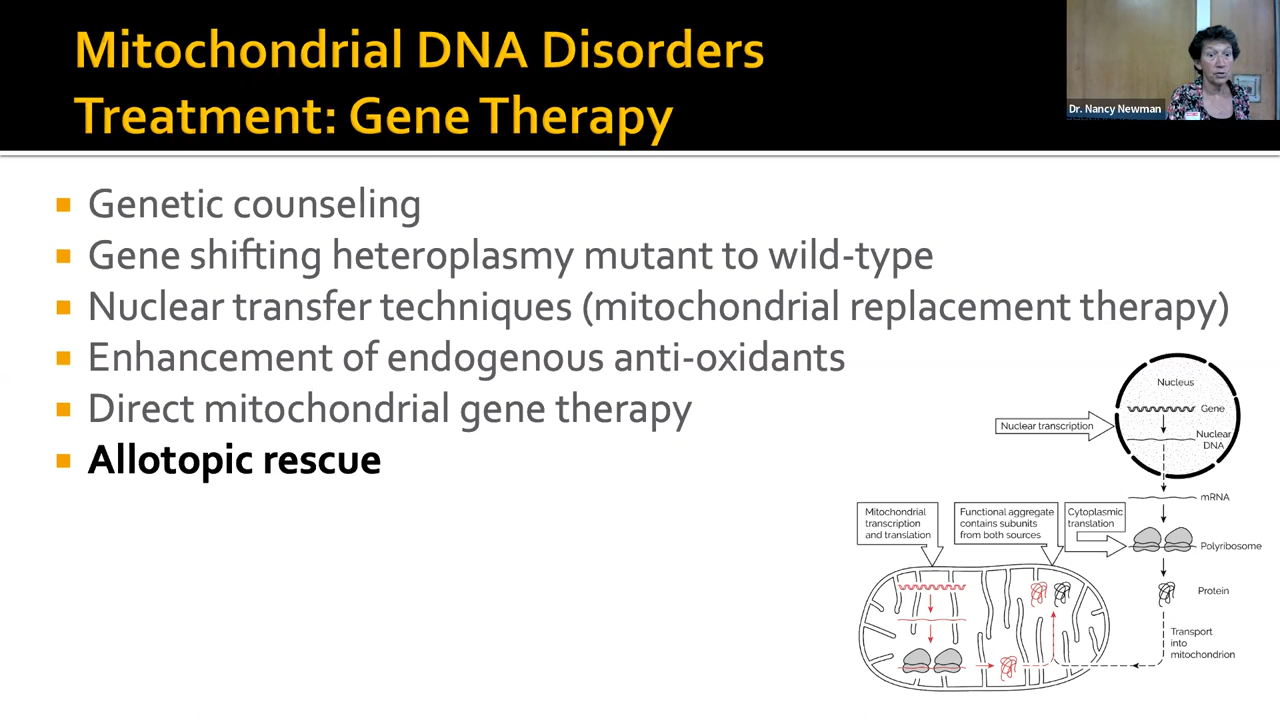 Mitochondrial DNA Disorders
Treatment: Gene Therapy
Dr. Nancy Newman
Genetic counseling
Gene shifting heteroplasmy mutant to wild-type
Nuclear transfer techniques (mitochondrial replacement therapy)
Enhancement of endogenous anti-oxidants
Direct mitochondrial gene therapy
Allotopic rescue
Nucleus
Gene
Nuclear transcription
Nuclear
DNA
mRNA
Mitochondrial
transcription
and translation
Functional aggregate
contains subunits
from both sources
Cytoplasmic
translation
Polyribosome
Protein
Transport
into
mitochondrion